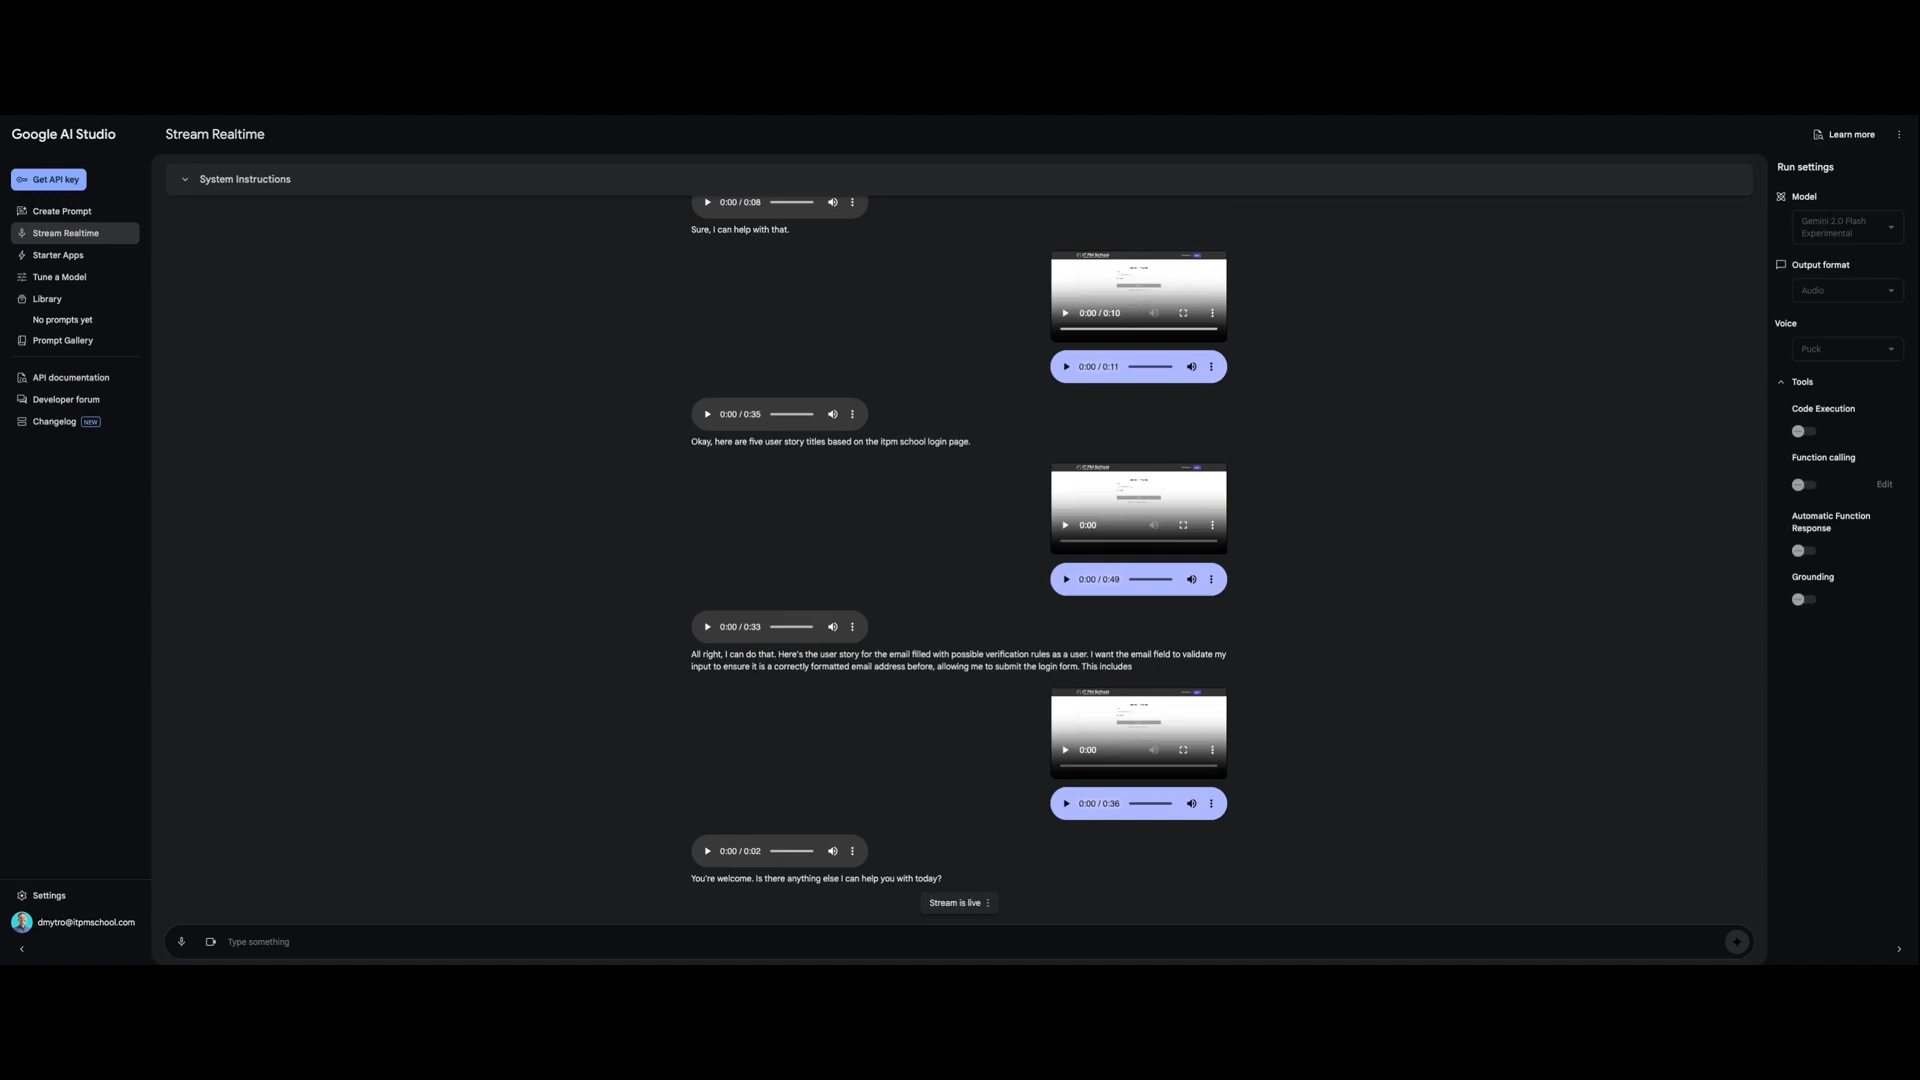 Google AI Studio
Stream Realtime
Learn more
Get API key
Create Prompt
Stream Realtime
Starter Apps
Tune a Model
Library
No prompts yet
Prompt Gallery
API documentation
Developer forum
Changelog NEW
Settings
dmytro@itpmschool.com
System Instructions
0:00 / 0:08
Sure, I can help with that.
IT PM School
0:00 / 0:10
0:00 / 0:11
0:00 / 0:35
Okay, here are five user story titles based on the itpm school login page.
IT PM School
0:00
0:00 / 0:49
0:00 / 0:33
All right, I can do that. Here's the user story for the email filled with possible verification rules as a user. I want the email field to validate my
input to ensure it is a correctly formatted email address before, allowing me to submit the login form. This includes
IT PM School
0:00
0:00 / 0:36
0:00 / 0:02
You're welcome. Is there anything else I can help you with today?
Stream is live
Type something
Run settings
Model
Gemini 2.0 Flash
Experimental
Output format
Audio
Voice
Puck
Tools
Code Execution
Function calling
Edit
Automatic Function
Response
Grounding